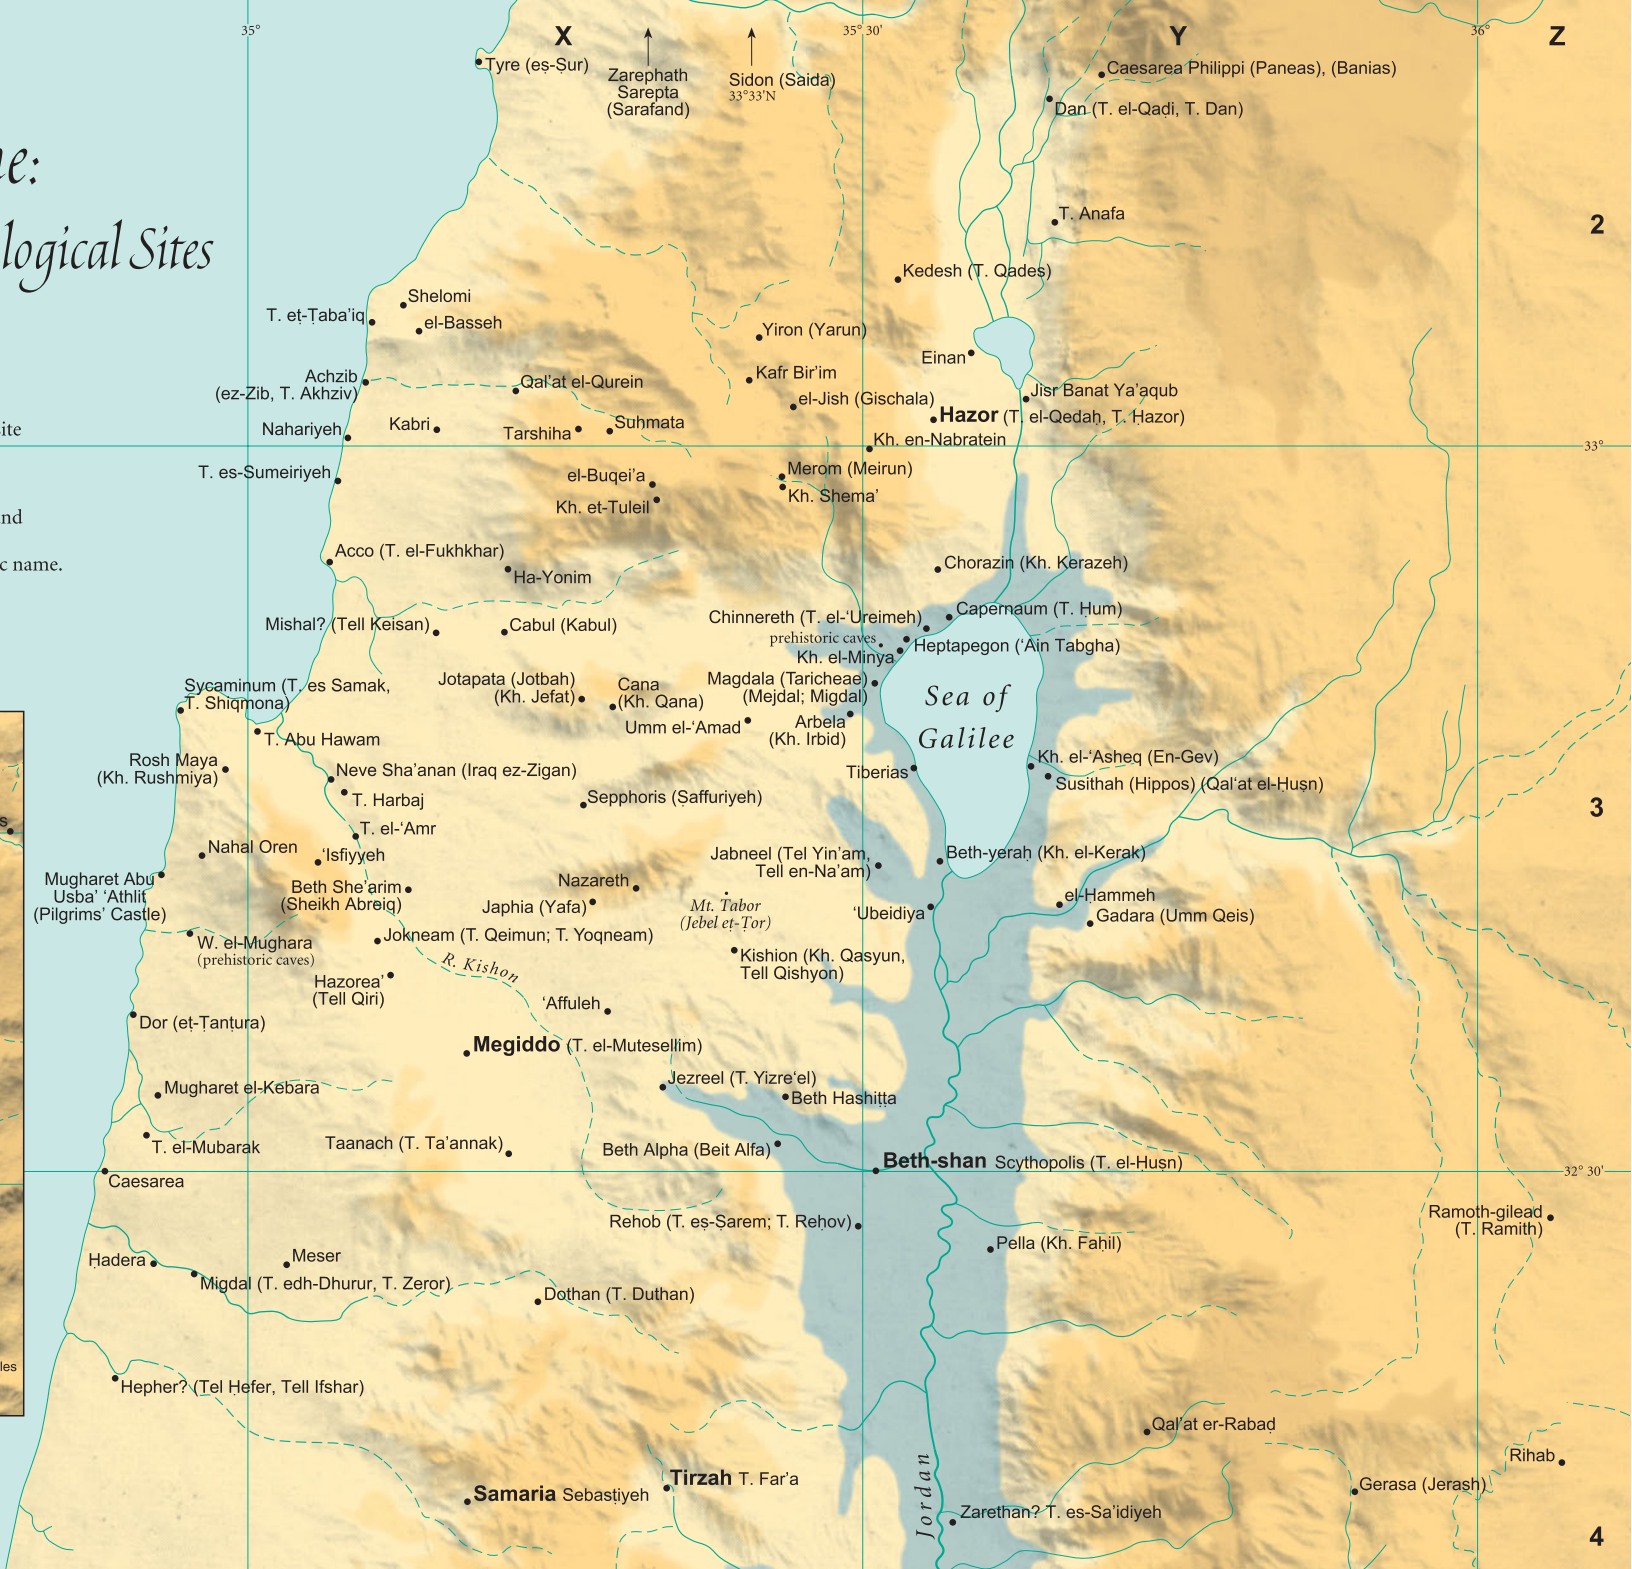 35°
X
35° 30'
Y
36°
Z
Tyre (eṣ-Ṣur)
Zarephath
Sarepta
(Sarafand)
Sidon (Saida)
33°33'N
Caesarea Philippi (Paneas), (Banias)
Dan (T. el-Qaḍi, T. Dan)
e:
logical Sites
T. Anafa
2
Kedesh (T. Qades)
Shelomi
T. eṭ-Ṭaba'iq
el-Basseh
Yiron (Yarun)
Einan
Achzib
(ez-Zib, T. Akhziv)
Qal'at el-Qurein
Kafr Bir'im
el-Jish (Gischala)
Jisr Banat Ya'aqub
Hazor (T. el-Qedaḥ, T. Ḥazor)
ite
Nahariyeh
Kabri
Tarshiha
Suhmata
Kh. en-Nabratein
33°
T. es-Sumeiriyeh
el-Buqei'a
Merom (Meirun)
Kh. Shema'
Kh. et-Tuleil
nd
Acco (T. el-Fukhkhar)
c name.
Ha-Yonim
Chorazin (Kh. Kerazeh)
Mishal? (Tell Keisan)
Cabul (Kabul)
Chinnereth (T. el-‘Ureimeh)
Capernaum (T. Ḥum)
prehistoric caves
Heptapegon (‘Ain Tabgha)
Kh. el-Minya
Sycaminum (T. es Samak,
T. Shiqmona)
Jotapata (Jotbah)
(Kh. Jefat)
Cana
(Kh. Qana)
Magdala (Taricheae)
(Mejdal; Migdal)
Sea of
Galilee
Umm el-‘Amad
Arbela
(Kh. Irbid)
T. Abu Hawam
Rosh Maya
(Kh. Rushmiya)
Neve Sha'anan (Iraq ez-Zigan)
Tiberias
Kh. el-‘Asheq (En-Gev)
Susithah (Hippos) (Qal‘at el-Ḥuṣn)
T. Harbaj
Sepphoris (Saffuriyeh)
3
s
T. el-‘Amr
Nahal Oren
‘Isfiyyeh
Jabneel (Tel Yin'am,
Tell en-Na'am)
Beth-yeraḥ (Kh. el-Kerak)
Mugharet Abu
Usba' ‘Athlit
(Pilgrims' Castle)
Beth She'arim
(Sheikh Abreiq)
Nazareth
Japhia (Yafa)
Mt. Tabor
(Jebel eṭ-Ṭor)
‘Ubeidiya
el-Hammeh
Gadara (Umm Qeis)
W. el-Mughara
(prehistoric caves)
Jokneam (T. Qeimun; T. Yoqneam)
R. Kishon
Kishion (Kh. Qasyun,
Tell Qishyon)
Hazorea'
(Tell Qiri)
‘Affuleh
Dor (eṭ-Ṭanṭura)
Megiddo (T. el-Mutesellim)
Mugharet el-Kebara
Jezreel (T. Yizre‘el)
Beth Hashiṭṭa
T. el-Mubarak
Taanach (T. Ta'annak)
Beth Alpha (Beit Alfa)
Beth-shan Scythopolis (T. el-Ḥuṣn)
32° 30'
Caesarea
Rehob (T. eṣ-Sarem; T. Reḥov)
Ramoth-gilead
(T. Ramith)
Pella (Kh. Faḥil)
Ḥadera
Meser
Migdal (T. edh-Dhurur, T. Zeror)
Dothan (T. Duthan)
les
Hepher? (Tel Ḥefer, Tell Ifshar)
Qal'at er-Rabaḍ
Rihab
Jordan
Tirzah T. Far'a
Samaria Sebasṭiyeh
Gerasa (Jerash)
Zarethan? T. es-Sa'idiyeh
4